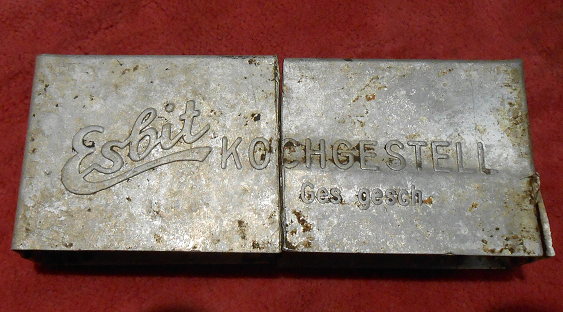 Esbit KOCHGESTELL
Ges. gesch.